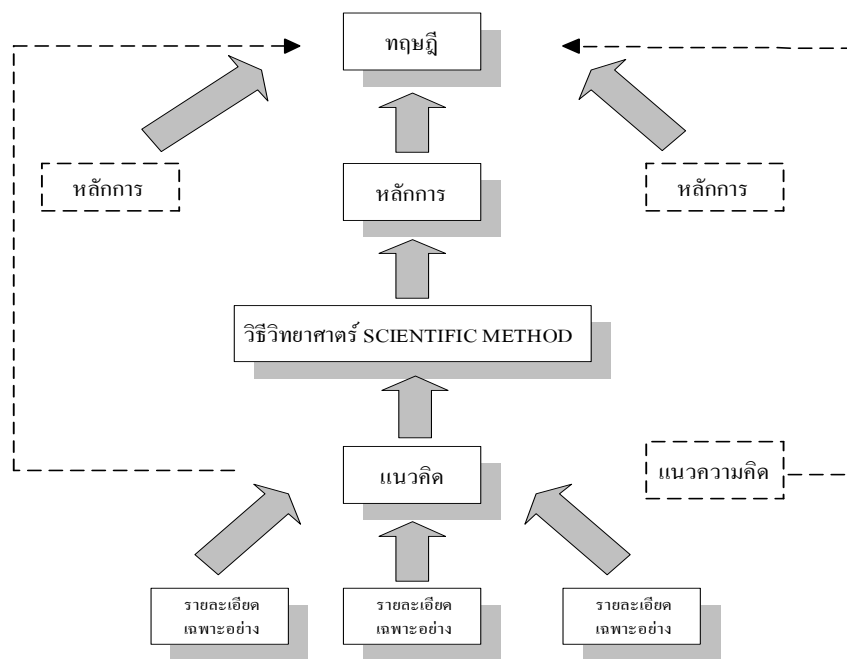 ทฤษฎี
หลักการ
หลักการ
หลักการ
วิธีวิทยาศาตร์ SCIENTIFIC METHOD
แนวคิด
แนวความคิด
รายละเอียด
เฉพาะอย่าง
รายละเอียด
เฉพาะอย่าง
รายละเอียด
เฉพาะอย่าง